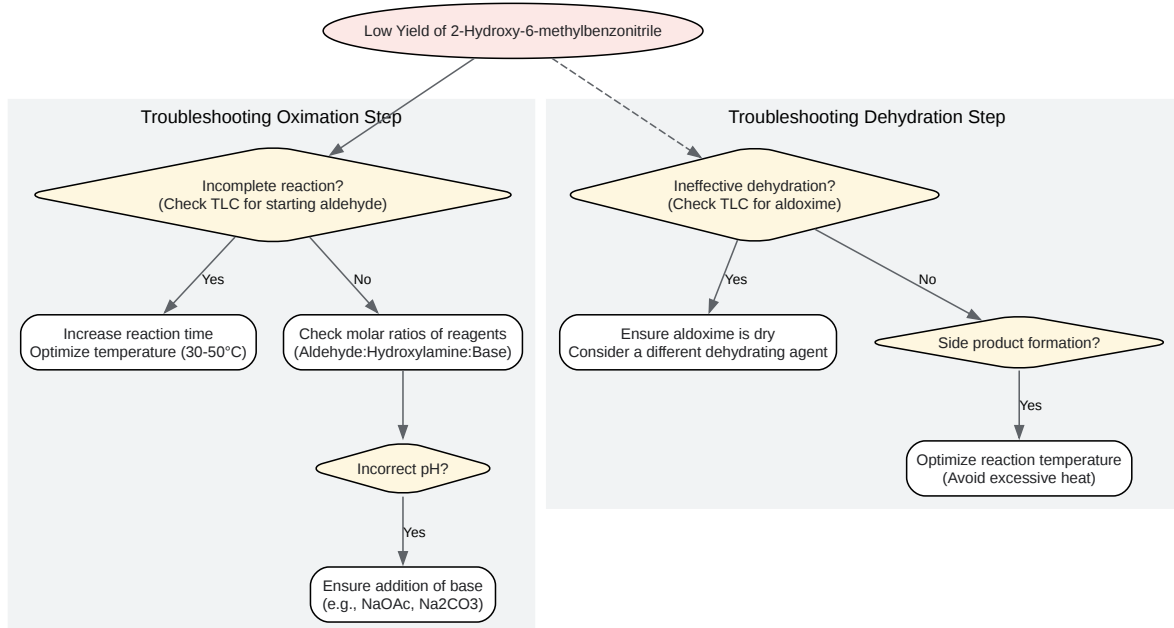 Low Yield of 2-Hydroxy-6-methylbenzonitrile
Troubleshooting Oximation Step
Incomplete reaction?
(Check TLC for starting aldehyde)
Yes
No
Increase reaction time
Optimize temperature (30-50°C)
Check molar ratios of reagents
(Aldehyde:Hydroxylamine:Base)
Incorrect pH?
Yes
Ensure addition of base
(e.g., NaOAc, Na2CO3)
Troubleshooting Dehydration Step
Ineffective dehydration?
(Check TLC for aldoxime)
Yes
No
Ensure aldoxime is dry
Consider a different dehydrating agent
Side product formation?
Yes
Optimize reaction temperature
(Avoid excessive heat)